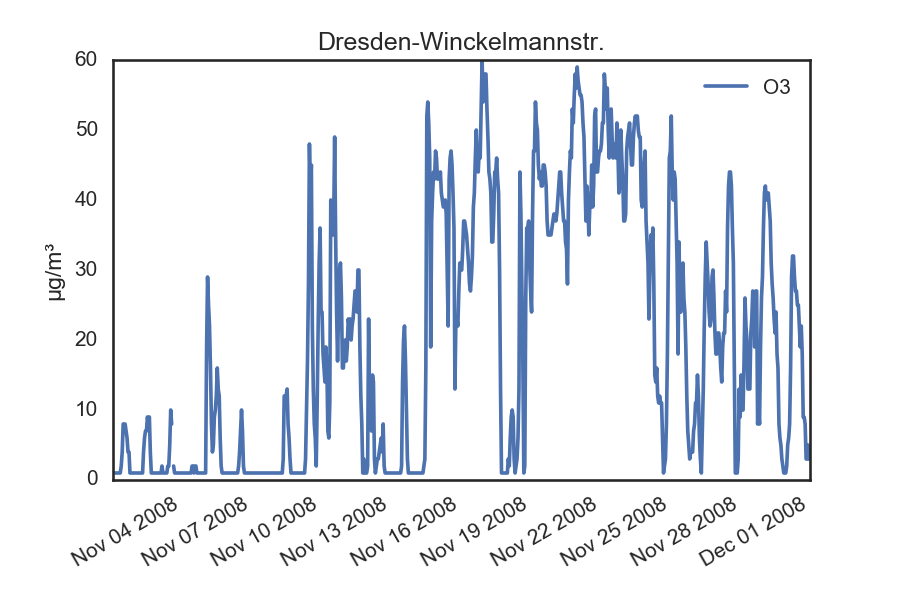 Dresden-Winckelmannstr.
60
50
40
30
20
10
0
µg/m³
O3
Nov 04 2008
Nov 07 2008
Nov 10 2008
Nov 13 2008
Nov 16 2008
Nov 19 2008
Nov 22 2008
Nov 25 2008
Nov 28 2008
Dec 01 2008